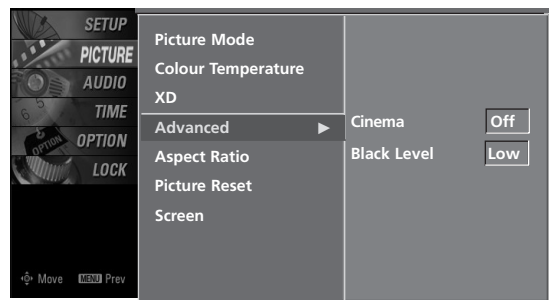 SETUP
PICTURE
AUDIO
TIME
OPTION
LOCK
Move MENU Prev
Picture Mode
Colour Temperature
XD
Advanced ►
Aspect Ratio
Picture Reset
Screen
Cinema Off
Black Level Low